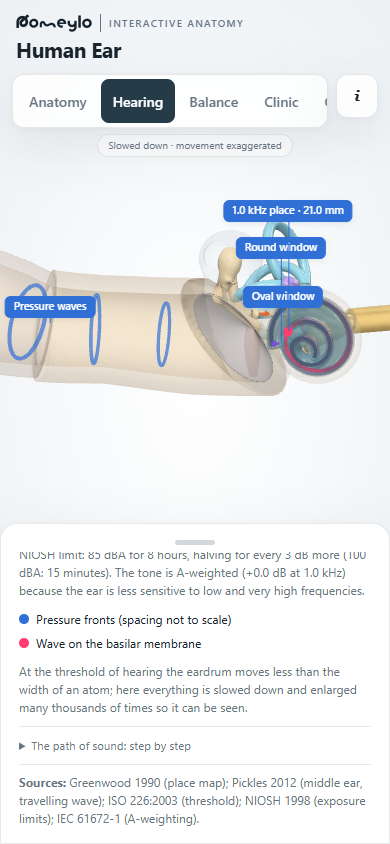 Domeylo | INTERACTIVE ANATOMY
Human Ear
Anatomy Hearing Balance Clinic
i
Slowed down · movement exaggerated
1.0 kHz place · 21.0 mm
Round window
Oval window
Pressure waves
NIOSH limit: 85 dBA for 8 hours, halving for every 3 dB more (100
dBA: 15 minutes). The tone is A-weighted (+0.0 dB at 1.0 kHz)
because the ear is less sensitive to low and very high frequencies.
Pressure fronts (spacing not to scale)
Wave on the basilar membrane
At the threshold of hearing the eardrum moves less than the
width of an atom; here everything is slowed down and enlarged
many thousands of times so it can be seen.
▶ The path of sound: step by step
Sources: Greenwood 1990 (place map); Pickles 2012 (middle ear,
travelling wave); ISO 226:2003 (threshold); NIOSH 1998 (exposure
limits); IEC 61672-1 (A-weighting).